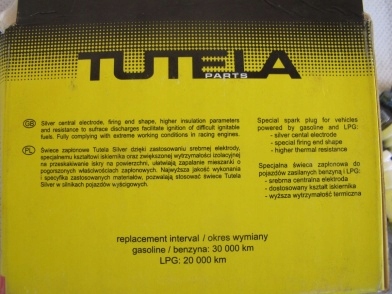 TUTELA
PARTS
GB Silver central electrode, firing end shape, higher insulation parameters
and resistance to sufrace discharges facilitate ignition of difficult ignitable
fuels. Fully complying with extreme working conditions in racing engines.
PL Świece zapłonowe Tutela Silver dzięki zastosowaniu srebrnej elektrody,
specjalnemu kształtowi iskiernika oraz zwiększonej wytrzymałości izolacyjnej
na przeskakiwanie iskry na powierzchni, ułatwiają zapalanie mieszanki o
pogorszonych właściwościach zapłonowych. Najwyższa jakość wykonania
i specyfika zastosowanych materiałów, pozwalają stosować świece Tutela
Silver w silnikach pojazdów wyścigowych.
Special spark plug for vehicles
powered by gasoline and LPG:
- silver cental electrode
- special firing end shape
- higher thermal resistance
Specjalna świeca zapłonowa do
pojazdów zasilanych benzyną i LPG:
- srebrna centralna elektroda
- dostosowany kształt iskiernika
- wyższa wytrzymałość termiczna
replacement interval / okres wymiany
gasoline / benzyna: 30 000 km
LPG: 20 000 km